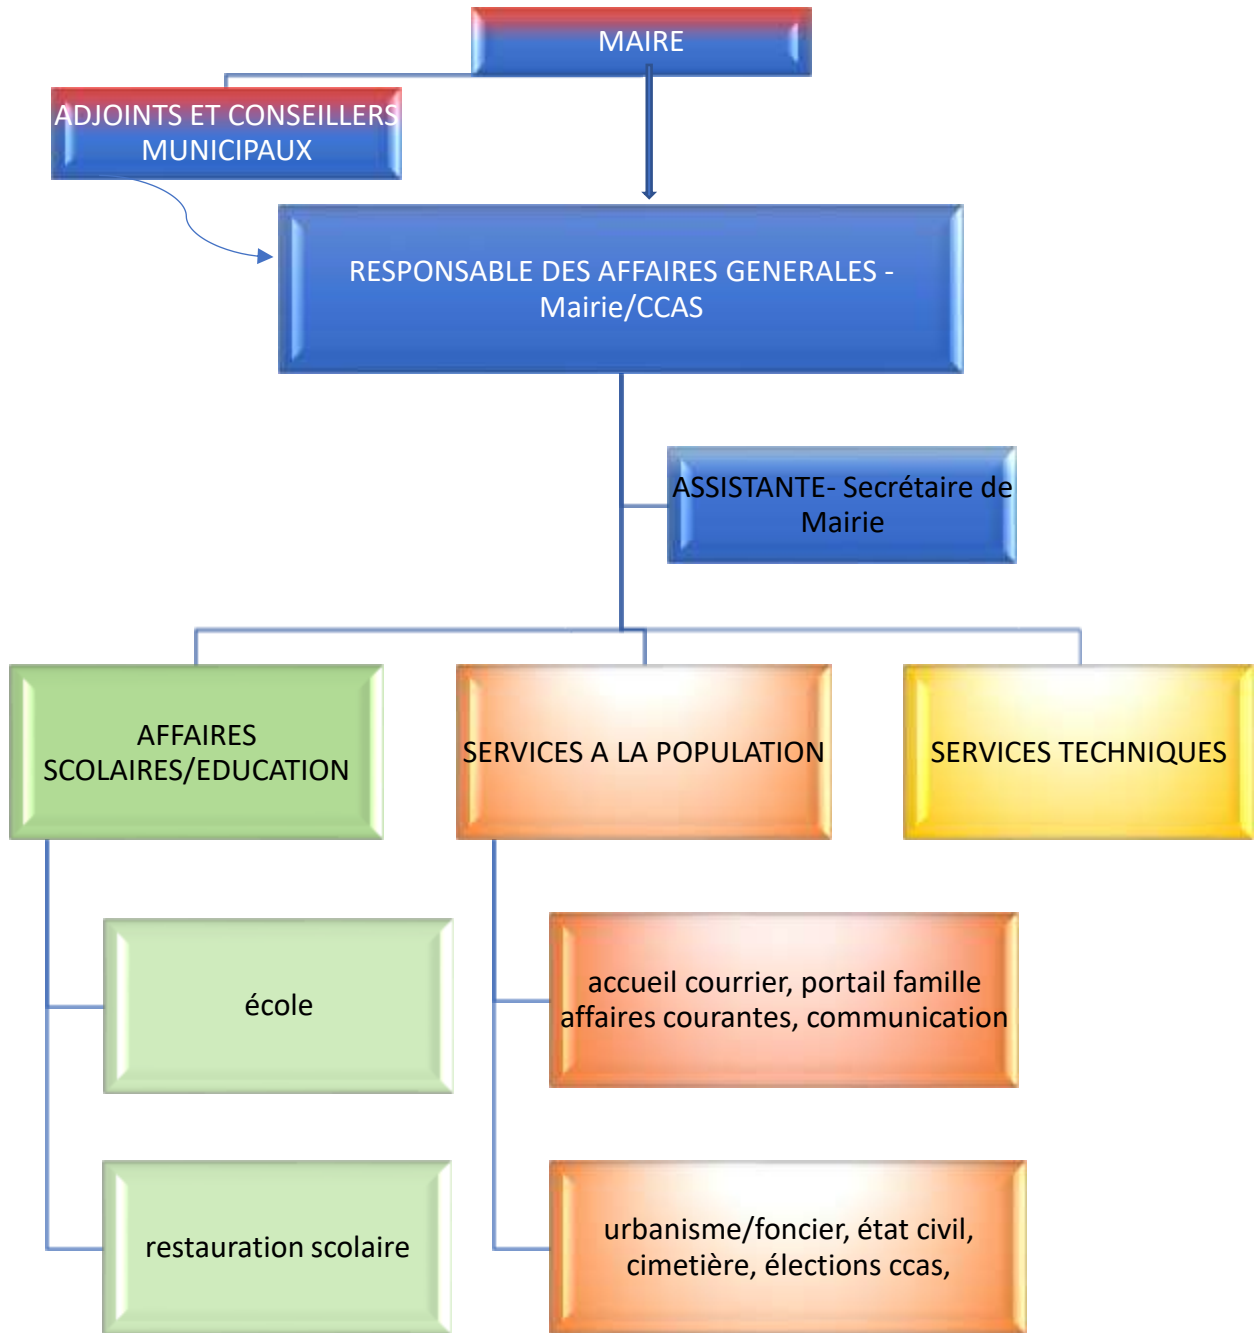 MAIRE
ADJOINTS ET CONSEILLERS
MUNICIPAUX
RESPONSABLE DES AFFAIRES GENERALES -
Mairie/CCAS
ASSISTANTE- Secrétaire de
Mairie
AFFAIRES
SCOLAIRES/EDUCATION
SERVICES A LA POPULATION
SERVICES TECHNIQUES
école
accueil courrier, portail famille
affaires courantes, communication
restauration scolaire
urbanisme/foncier, état civil,
cimetière, élections ccas,